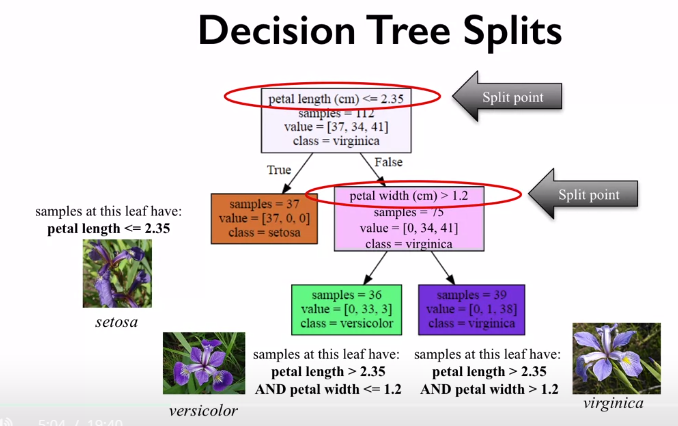 Decision Tree Splits
petal length (cm) <= 2.35
samples = 112
value = [37, 34, 41]
class = virginica
Split point
True
False
samples = 37
value = [37, 0, 0]
class = setosa
petal width (cm) > 1.2
samples = 75
value = [0, 34, 41]
class = virginica
Split point
samples at this leaf have:
petal length <= 2.35
setosa
samples = 36
value = [0, 33, 3]
class = versicolor
samples = 39
value = [0, 1, 38]
class = virginica
versicolor
samples at this leaf have:
petal length > 2.35
AND petal width <= 1.2
samples at this leaf have:
petal length > 2.35
AND petal width > 1.2
virginica
5:04 / 19:40